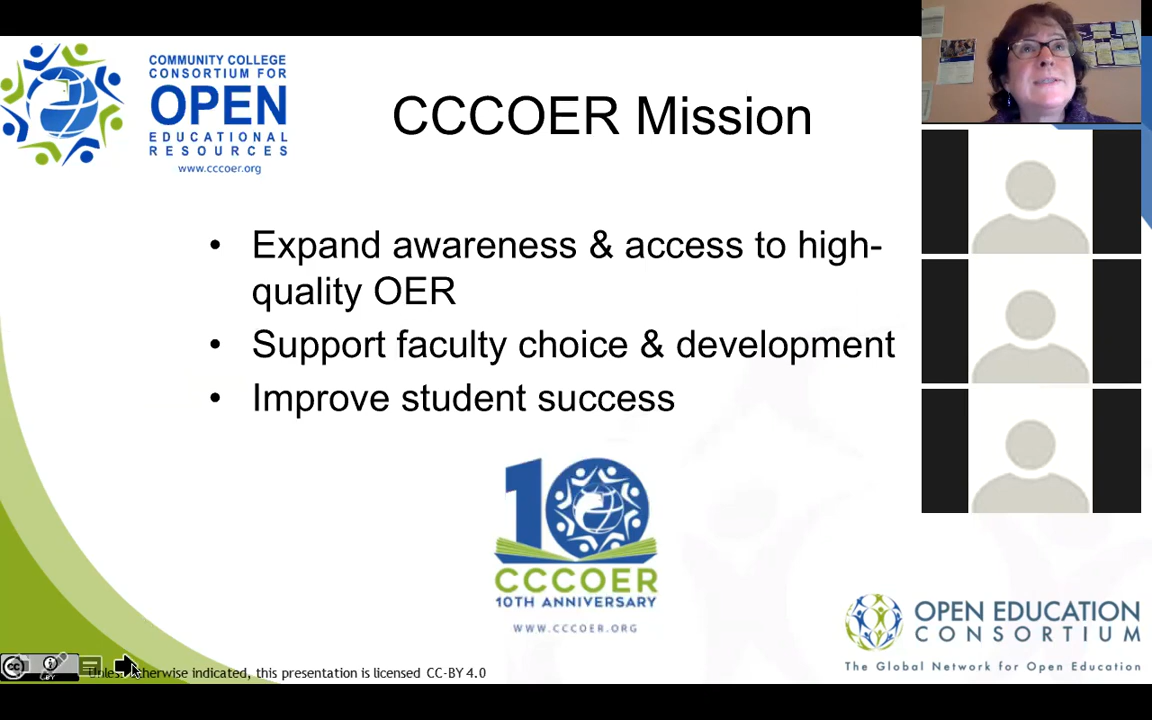 COMMUNITY COLLEGE
CONSORTIUM FOR
OPEN
EDUCATIONAL
RESOURCES
www.cccoer.org
CCCOER Mission
• Expand awareness & access to high-
quality OER
• Support faculty choice & development
• Improve student success
10
CCCOER
10TH ANNIVERSARY
WWW.CCCOER.ORG
OPEN EDUCATION
CONSORTIUM
The Global Network for Open Education
cc
BY
otherwise indicated, this presentation is licensed CC-BY 4.0